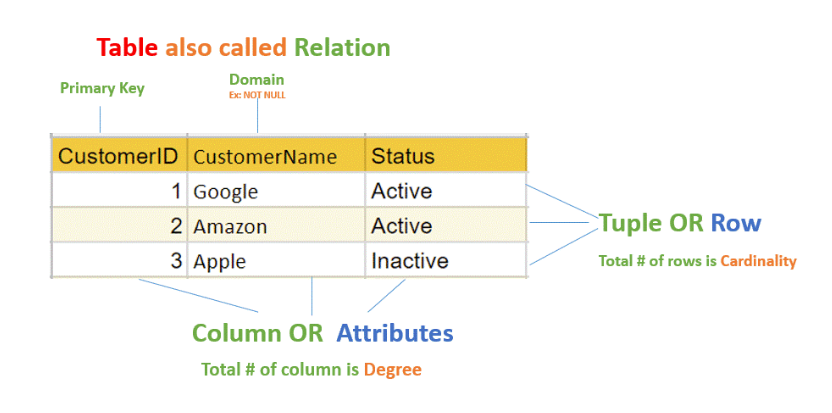 Table also called Relation
Primary Key
Domain
Ex: NOT NULL
CustomerID CustomerName Status
1 Google Active
2 Amazon Active
3 Apple Inactive
Tuple OR Row
Total # of rows is Cardinality
Column OR Attributes
Total # of column is Degree